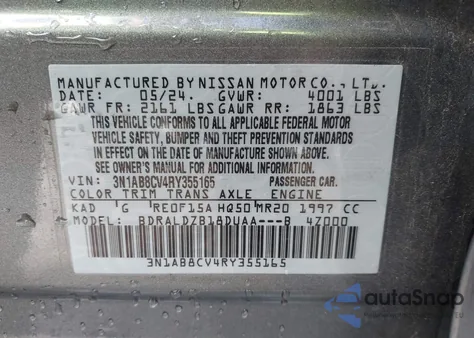 MANUFACTURED BY NISSAN MOTOR CO., LTD.
DATE: 05/24. GVWR: 4001 LBS
GAWR FR: 2161 LBS GAWR RR: 1863 LBS
THIS VEHICLE CONFORMS TO ALL APPLICABLE FEDERAL MOTOR
VEHICLE SAFETY, BUMPER, AND THEFT PREVENTION STANDARDS
IN EFFECT ON THE DATE OF MANUFACTURE SHOWN ABOVE.
SEE OWNER'S MANUAL FOR ADDITIONAL INFORMATION.
VIN: 3N1AB8CV4RY355165 PASSENGER CAR
COLOR TRIM TRANS AXLE ENGINE
KAD G RE0F15A HQ50 MR20 1997 CC
MODEL: BDRALDZB18DUAA---B 47000
3N1AB8CV4RY355165
autoSnap